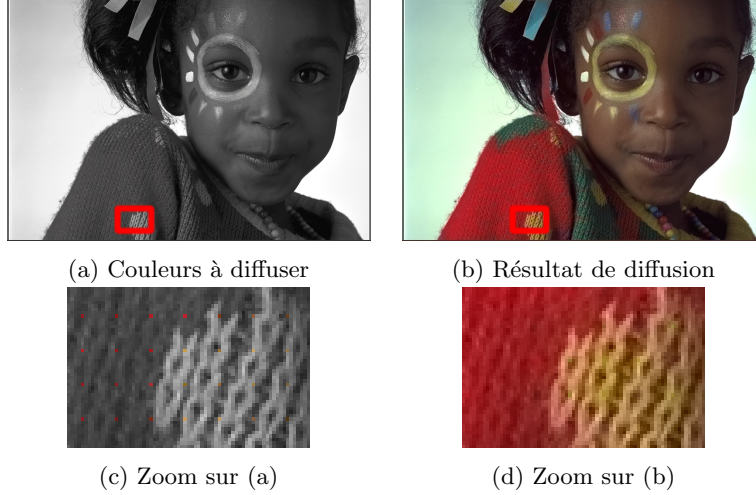 (a) Couleurs à diffuser
(b) Résultat de diffusion
(c) Zoom sur (a)
(d) Zoom sur (b)